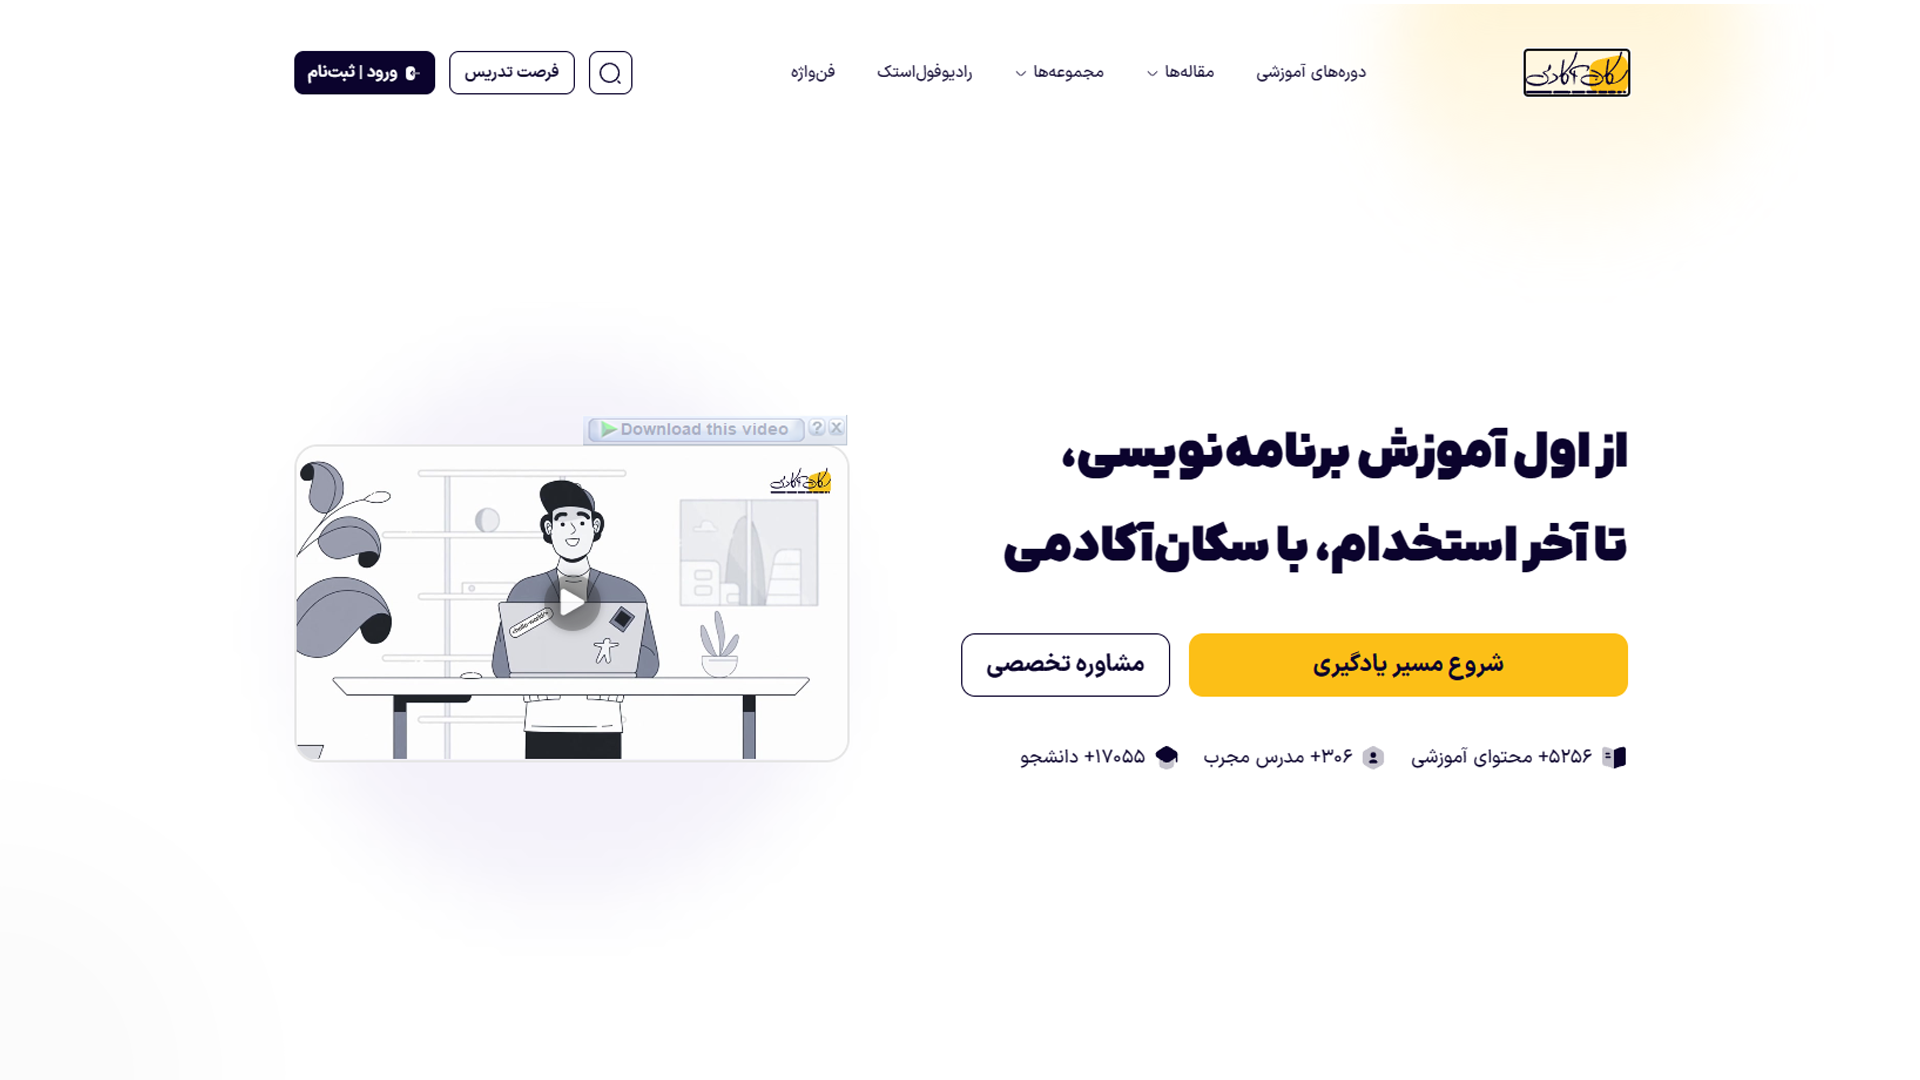 سکان آکادمی
دوره‌های آموزشی
مقاله‌ها
مجموعه‌ها
رادیوفول‌استک
فن‌واژه
فرصت تدریس
ورود | ثبت‌نام
از اول آموزش برنامه‌نویسی،
تا آخر استخدام، با سکان‌آکادمی
شروع مسیر یادگیری
مشاوره تخصصی
۵۲۵۶+ محتوای آموزشی
۳۰۶+ مدرس مجرب
۱۷۰۵۵+ دانشجو
Download this video ? X
سکان آکادمی